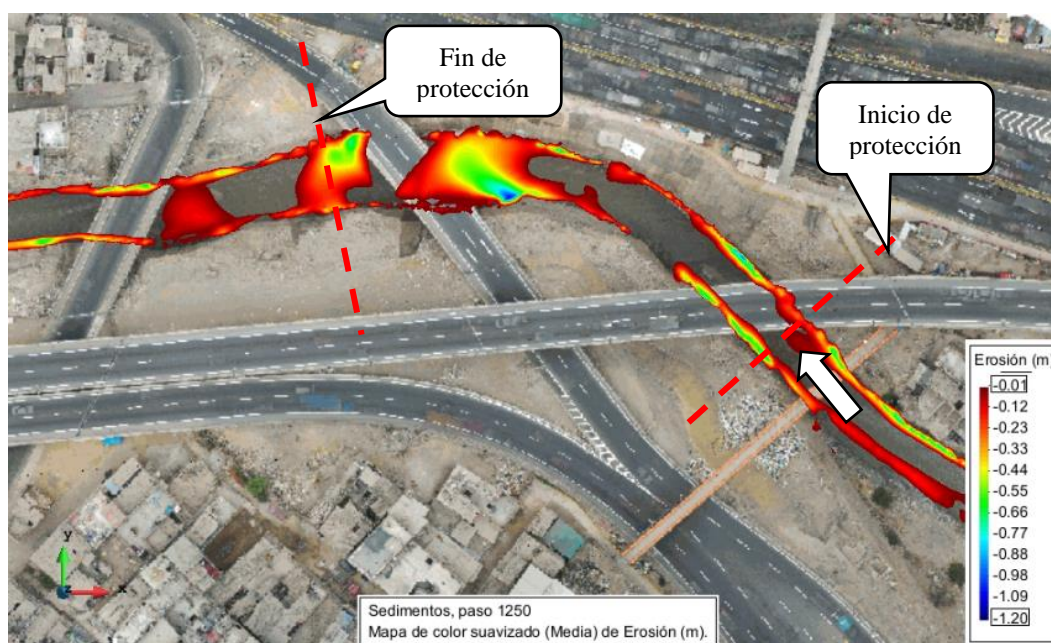 Fin de
protección
Inicio de
protección
Erosión (m)
-0.01
-0.12
-0.23
-0.33
-0.44
-0.55
-0.66
-0.77
-0.88
-0.98
-1.09
-1.20
y
x
Sedimentos, paso 1250
Mapa de color suavizado (Media) de Erosión (m).